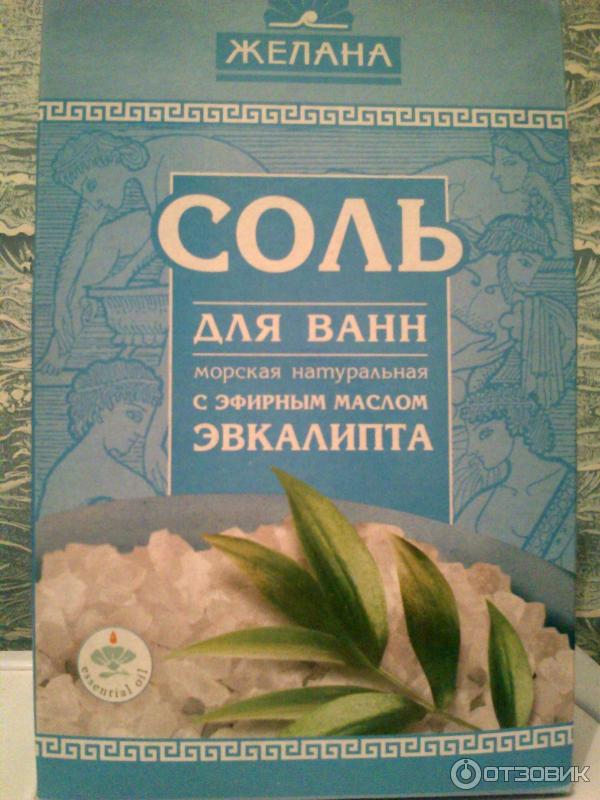 ЖЕЛАНА
СОЛЬ
ДЛЯ ВАНН
морская натуральная
С ЭФИРНЫМ МАСЛОМ
ЭВКАЛИПТА
essential oil
ОТЗОВИК